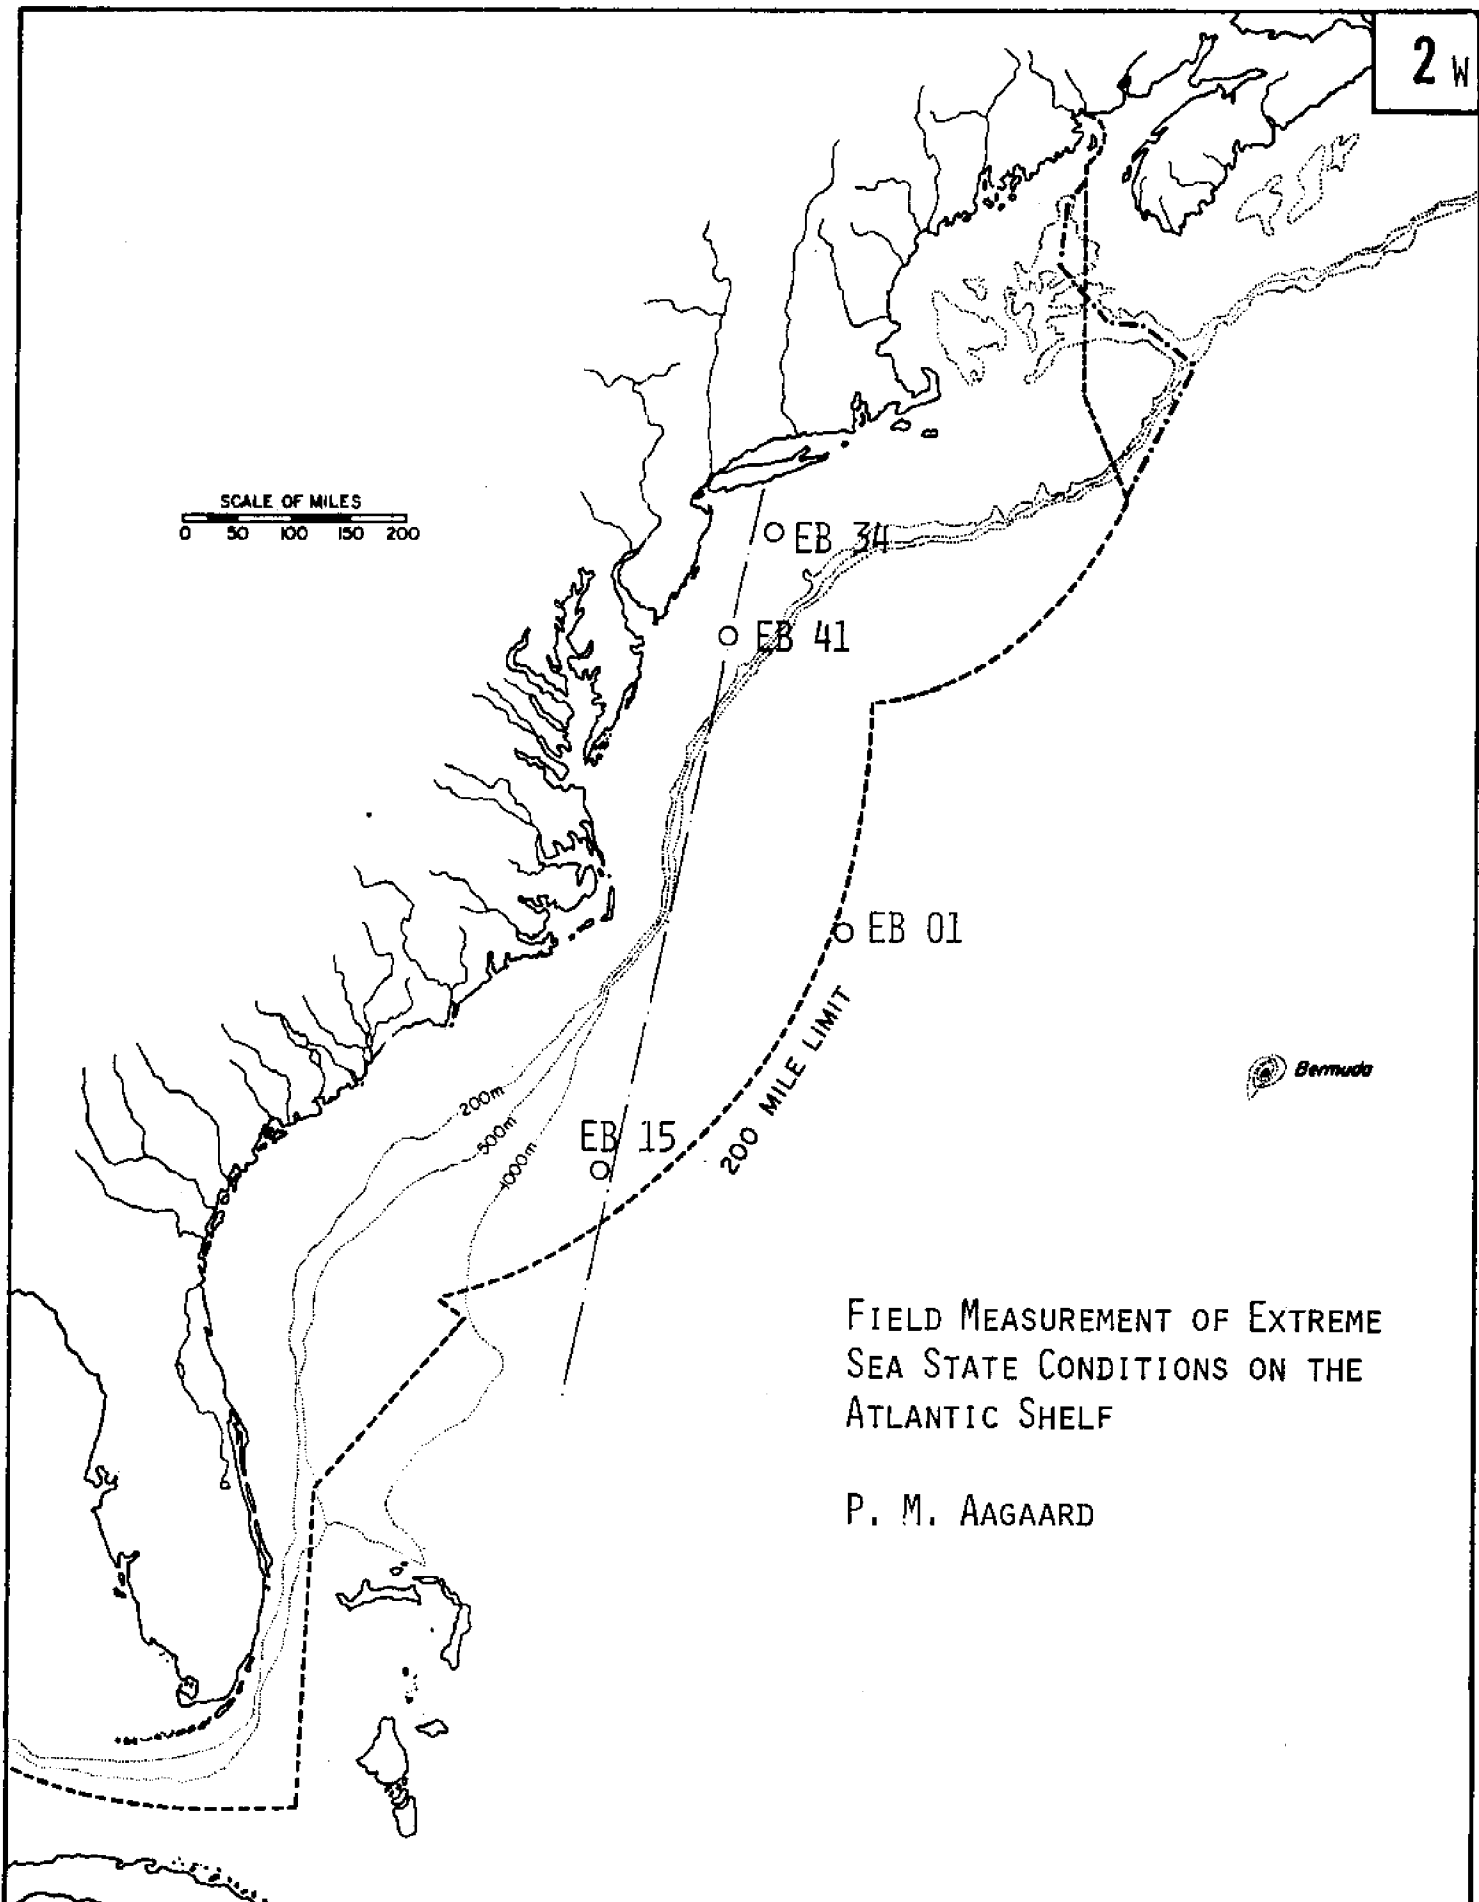 2 W
SCALE OF MILES
0 50 100 150 200
EB 34
EB 41
EB 01
200 MILE LIMIT
Bermuda
200m
500m
1000m
EB 15
FIELD MEASUREMENT OF EXTREME
SEA STATE CONDITIONS ON THE
ATLANTIC SHELF
P. M. AAGAARD